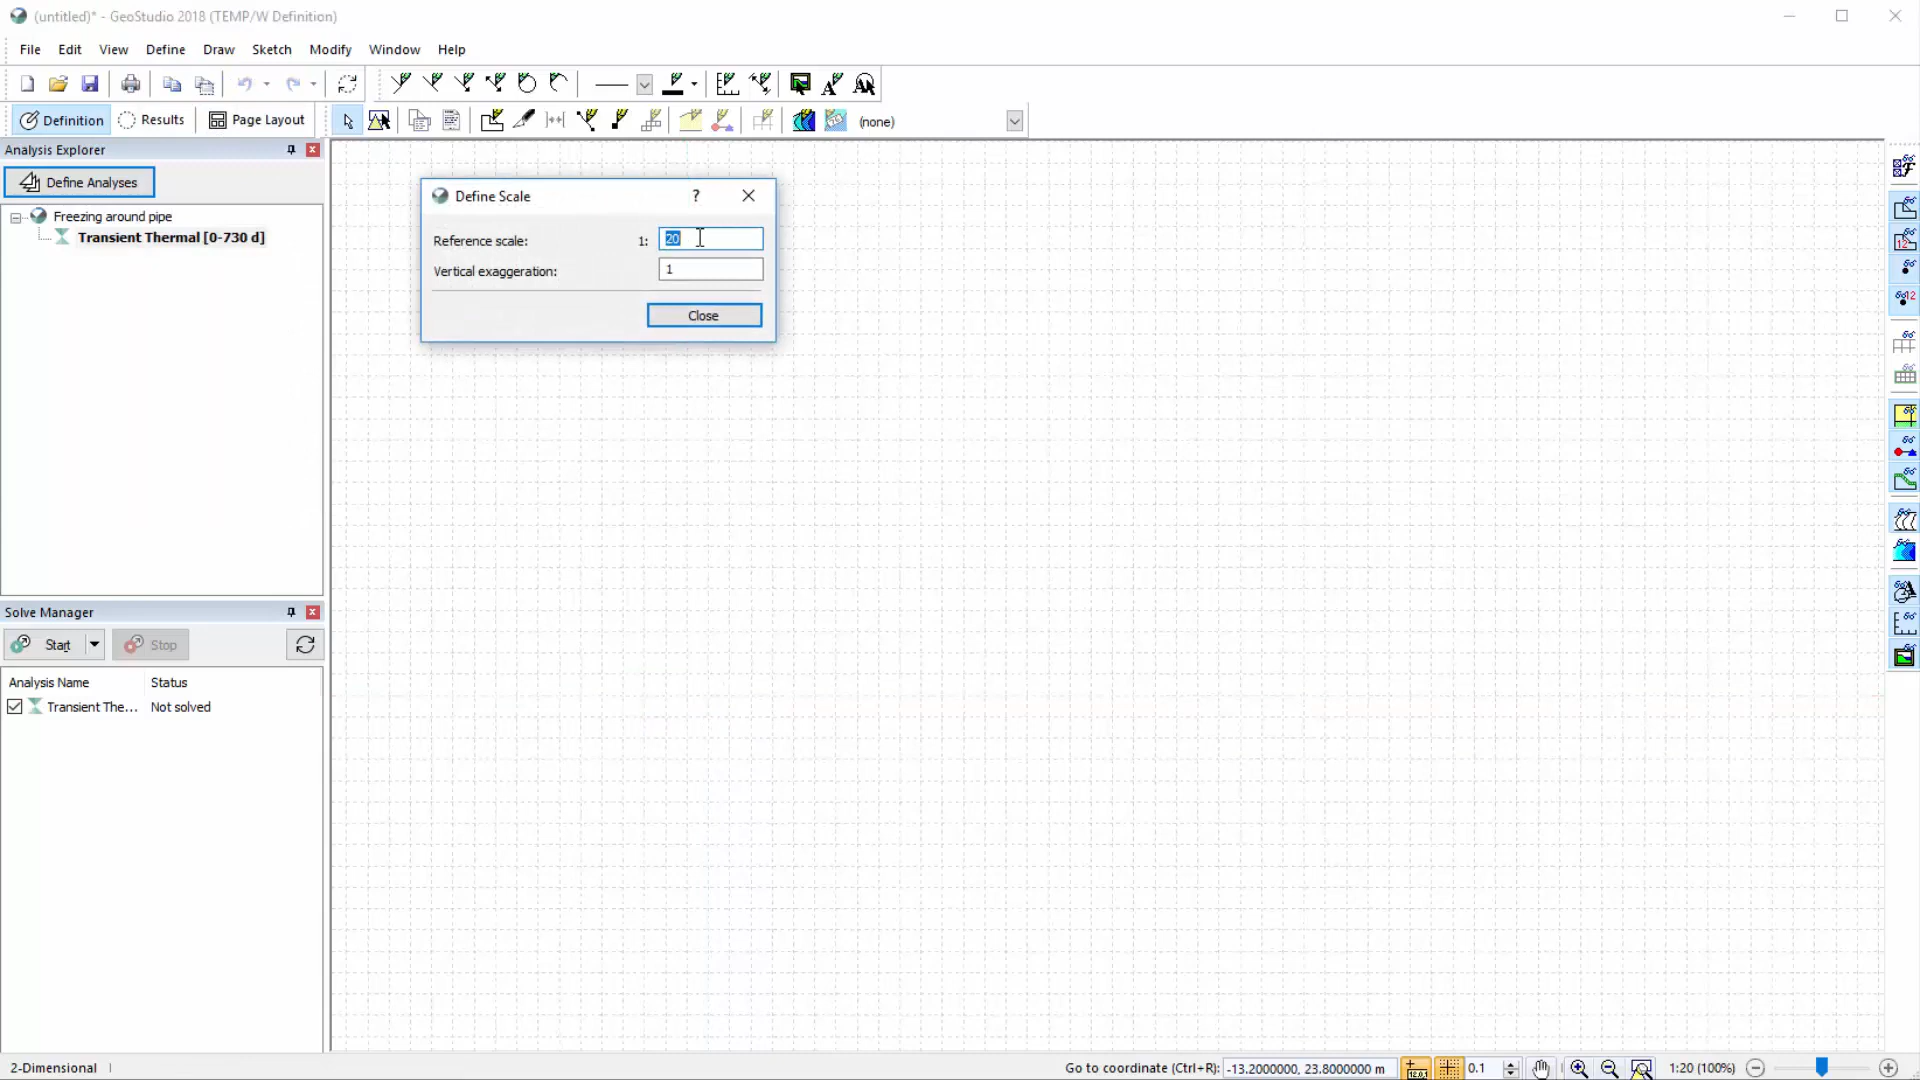 (untitled)* - GeoStudio 2018 (TEMP/W Definition)
File Edit View Define Draw Sketch Modify Window Help
Definition Results Page Layout (none)
Analysis Explorer
Define Analyses
Freezing around pipe
Transient Thermal [0-730 d]
Define Scale ?
Reference scale: 1: 20
Vertical exaggeration: 1
Close
Solve Manager
Start Stop
Analysis Name Status
Transient The... Not solved
2-Dimensional Go to coordinate (Ctrl+R): -13.2000000, 23.8000000 m 0.1 1:20 (100%)